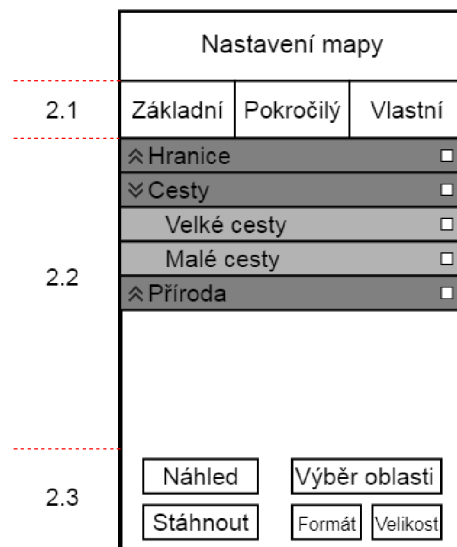 Nastavení mapy
2.1
Základní Pokročilý Vlastní
Hranice
Cesty
Velké cesty
2.2
Malé cesty
Příroda
2.3
Náhled Výběr oblasti
Stáhnout Formát Velikost